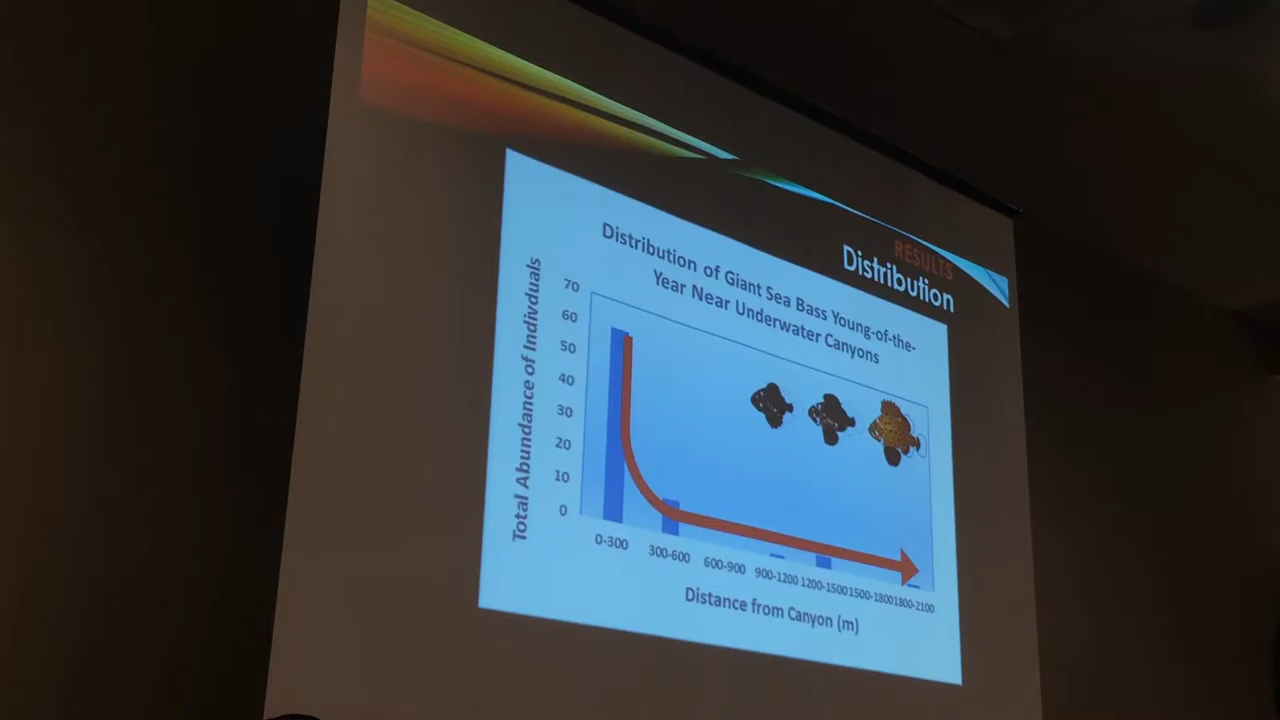 RESULTS
Distribution
Distribution of Giant Sea Bass Young-of-the-
Year Near Underwater Canyons
Total Abundance of Indivduals
70
60
50
40
30
20
10
0
0-300 300-600 600-900 900-1200 1200-1500 1500-1800 1800-2100
Distance from Canyon (m)